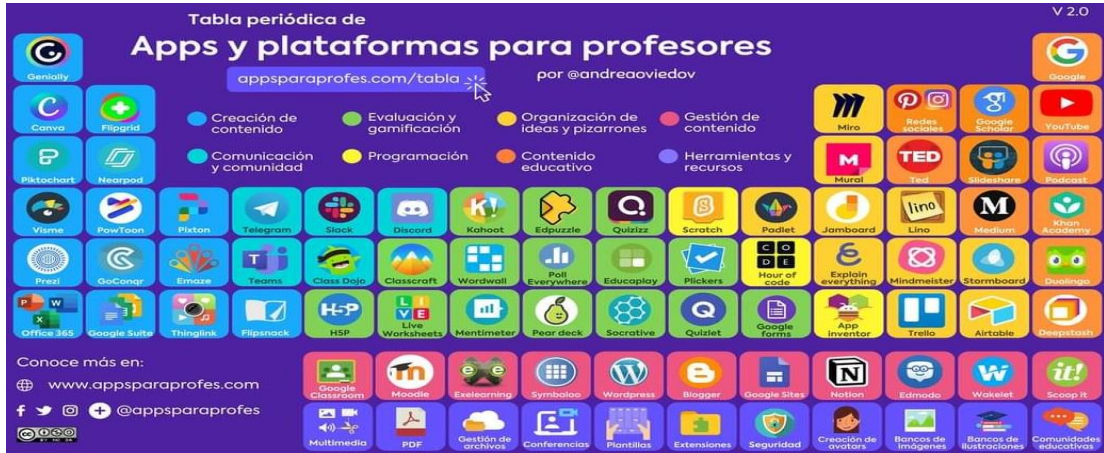 Tabla periódica de
V 2.0
Apps y plataformas para profesores
appsparaprofes.com/tabla
por @andreaoviedov
Genially
Google
Canva
Flipgrid
Creación de
contenido
Evaluación y
gamificación
Organización de
ideas y pizarrones
Gestión de
contenido
Miro
Redes
sociales
Google
Scholar
YouTube
Piktochart
Nearpod
Comunicación
y comunidad
Programación
Contenido
educativo
Herramientas y
recursos
M
Mural
TED
Ted
Slideshare
Podcast
Visme
PowToon
Pixton
Telegram
Slack
Discord
K!
Kahoot
Edpuzzle
Quizizz
Scratch
Padlet
Jamboard
lino
Lino
M
Medium
Khan
Academy
Prezi
GoConqr
Emaze
Teams
Class Dojo
Classcraft
Wordwall
Poll
Everywhere
Educaplay
Plickers
CODE
Hour of
code
Explain
everything
Mindmeister
Stormboard
Duolingo
P W
X
Office 365
Google Suite
Thinglink
Flipsnack
H5P
H5P
LIVE
Live
Worksheets
Mentimeter
Pear deck
Socrative
Q
Quizlet
Google
forms
App
inventor
Trello
Airtable
Deepstash
Conoce más en:
www.appsparaprofes.com
@appsparaprofes
Google
Classroom
m
Moodle
e e
Exelearning
Symbaloo
W
Wordpress
B
Blogger
Google Sites
N
Notion
Edmodo
w
Wakelet
it!
Scoop it
Multimedia
PDF
Gestión de
archivos
Conferencias
Plantillas
Extensiones
Seguridad
Creación de
avatars
Bancos de
imágenes
Bancos de
ilustraciones
Comunidades
educativas
CC
BY NC SA